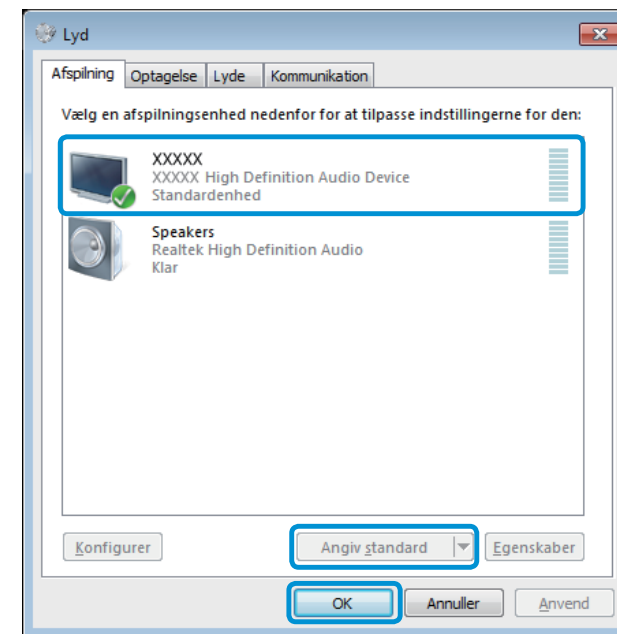 Lyd
Afspilning Optagelse Lyde Kommunikation
Vælg en afspilningsenhed nedenfor for at tilpasse indstillingerne for den:
XXXXX
XXXXX High Definition Audio Device
Standardenhed
Speakers
Realtek High Definition Audio
Klar
Konfigurer Angiv standard Egenskaber
OK Annuller Anvend